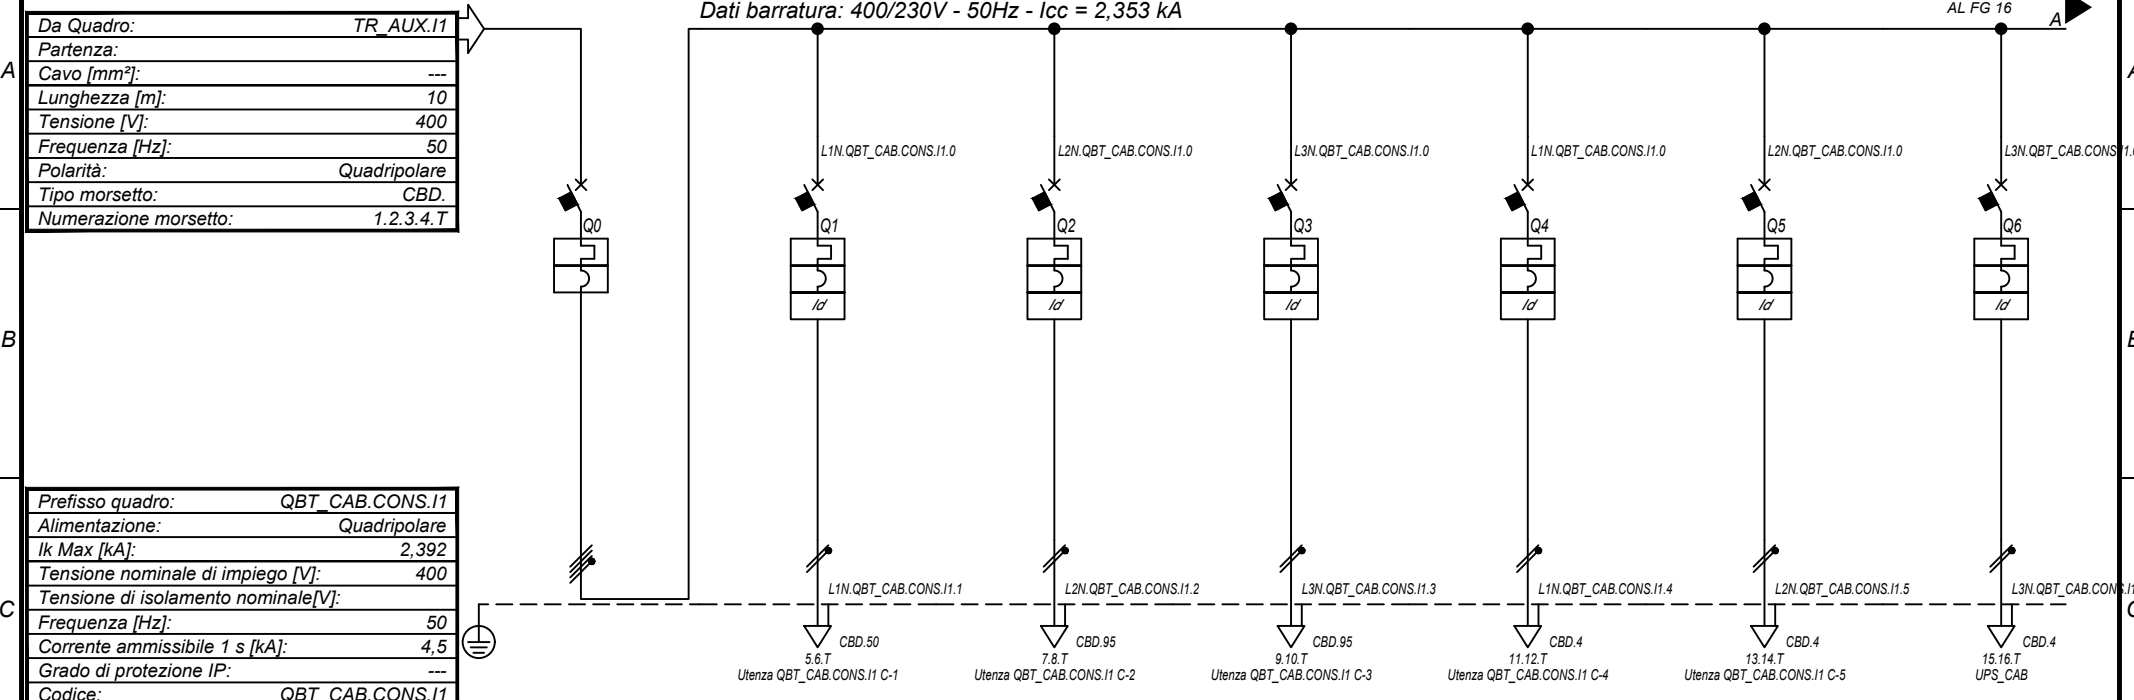 Dati barratura: 400/230V - 50Hz - Icc = 2,353 kA
AL FG 16
A
Da Quadro: TR_AUX.I1
Partenza:
Cavo [mm²]: ---
Lunghezza [m]: 10
Tensione [V]: 400
Frequenza [Hz]: 50
Polarità: Quadripolare
Tipo morsetto: CBD.
Numerazione morsetto: 1.2.3.4.T
A
L1N.QBT_CAB.CONS.I1.0
L2N.QBT_CAB.CONS.I1.0
L3N.QBT_CAB.CONS.I1.0
L1N.QBT_CAB.CONS.I1.0
L2N.QBT_CAB.CONS.I1.0
L3N.QBT_CAB.CONS.I1.0
Q0
Q1
Q2
Q3
Q4
Q5
Q6
Id
Id
Id
Id
Id
Id
B
Prefisso quadro: QBT_CAB.CONS.I1
Alimentazione: Quadripolare
Ik Max [kA]: 2,392
Tensione nominale di impiego [V]: 400
Tensione di isolamento nominale[V]:
Frequenza [Hz]: 50
Corrente ammissibile 1 s [kA]: 4,5
Grado di protezione IP: ---
Codice: QBT_CAB.CONS.I1
C
L1N.QBT_CAB.CONS.I1.1
L2N.QBT_CAB.CONS.I1.2
L3N.QBT_CAB.CONS.I1.3
L1N.QBT_CAB.CONS.I1.4
L2N.QBT_CAB.CONS.I1.5
CBD.50
CBD.95
CBD.95
CBD.4
CBD.4
CBD.4
5.6.T
7.8.T
9.10.T
11.12.T
13.14.T
15.16.T
Utenza QBT_CAB.CONS.I1 C-1
Utenza QBT_CAB.CONS.I1 C-2
Utenza QBT_CAB.CONS.I1 C-3
Utenza QBT_CAB.CONS.I1 C-4
Utenza QBT_CAB.CONS.I1 C-5
UPS_CAB